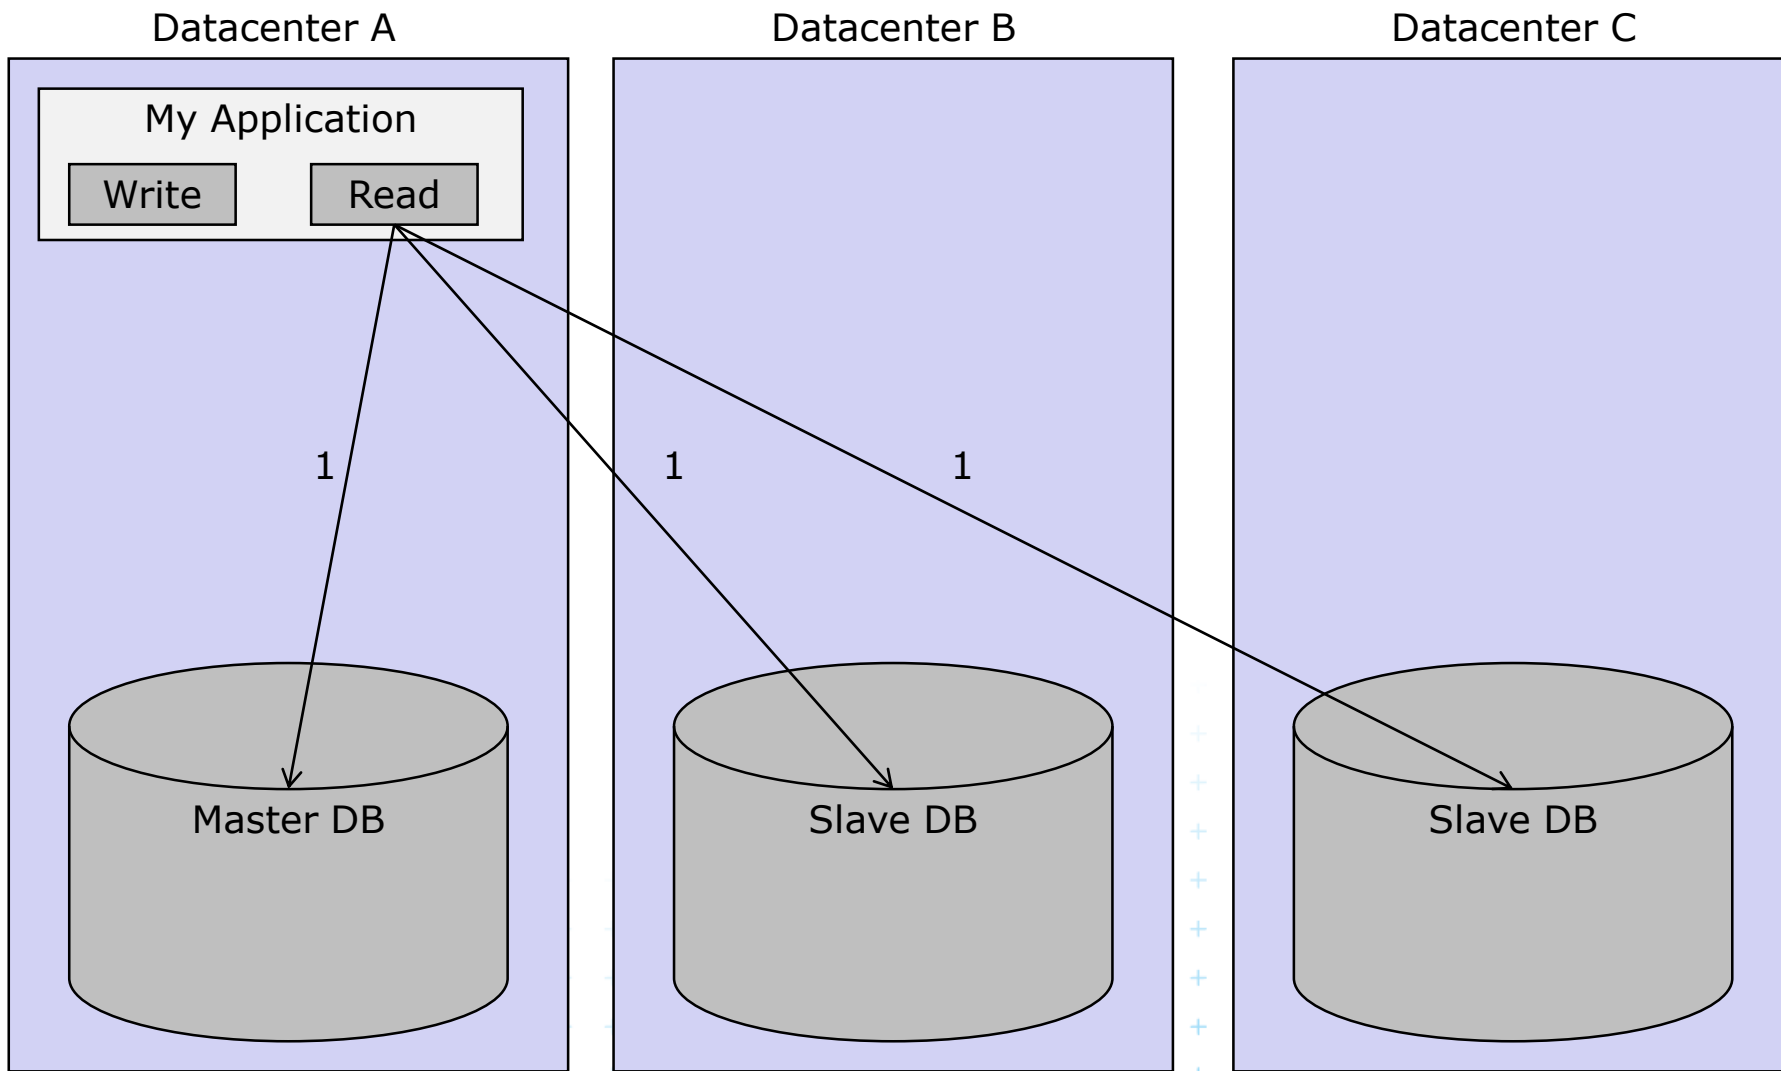 Datacenter A
Datacenter B
Datacenter C
My Application
Write
Read
1
1
1
Master DB
Slave DB
Slave DB